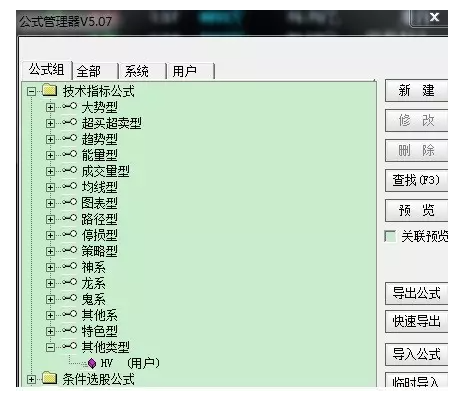 公式管理器V5.07
x
公式组 全部 系统 用户
技术指标公式
大势型
超买超卖型
趋势型
能量型
成交量型
均线型
图表型
路径型
停损型
策略型
神系
龙系
鬼系
其他系
特色型
其他类型
HV (用户)
条件选股公式
新 建
修 改
删 除
查找(F3)
预 览
关联预览
导出公式
快速导出
导入公式
临时导入